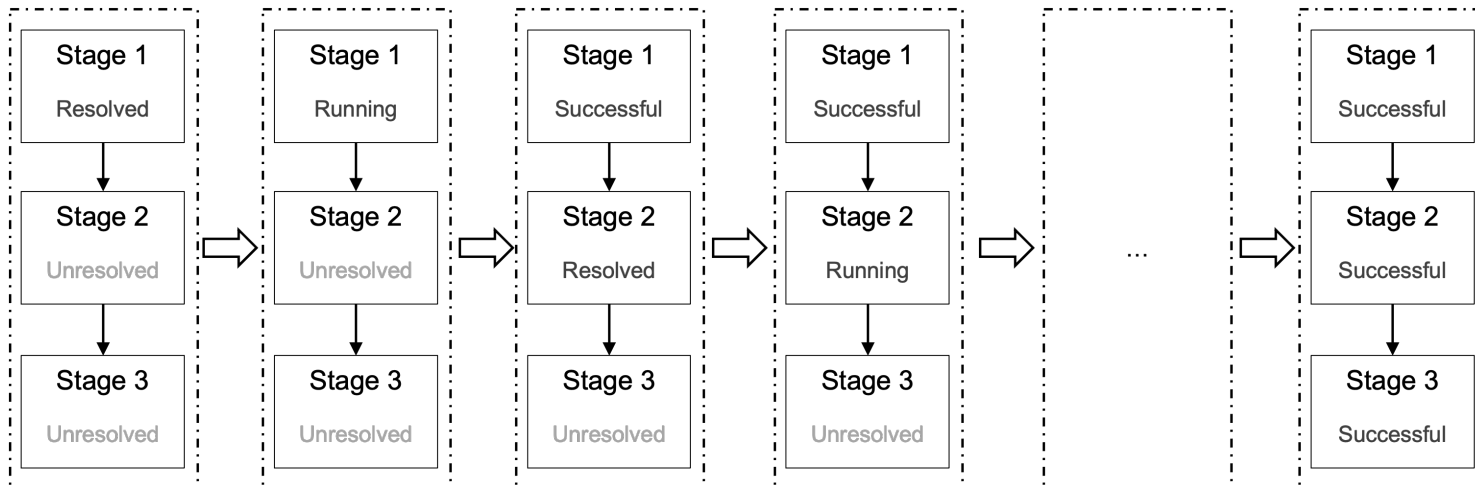 Stage 1
Resolved
Stage 2
Unresolved
Stage 3
Unresolved
Stage 1
Running
Stage 2
Unresolved
Stage 3
Unresolved
Stage 1
Successful
Stage 2
Resolved
Stage 3
Unresolved
Stage 1
Successful
Stage 2
Running
Stage 3
Unresolved
...
Stage 1
Successful
Stage 2
Successful
Stage 3
Successful